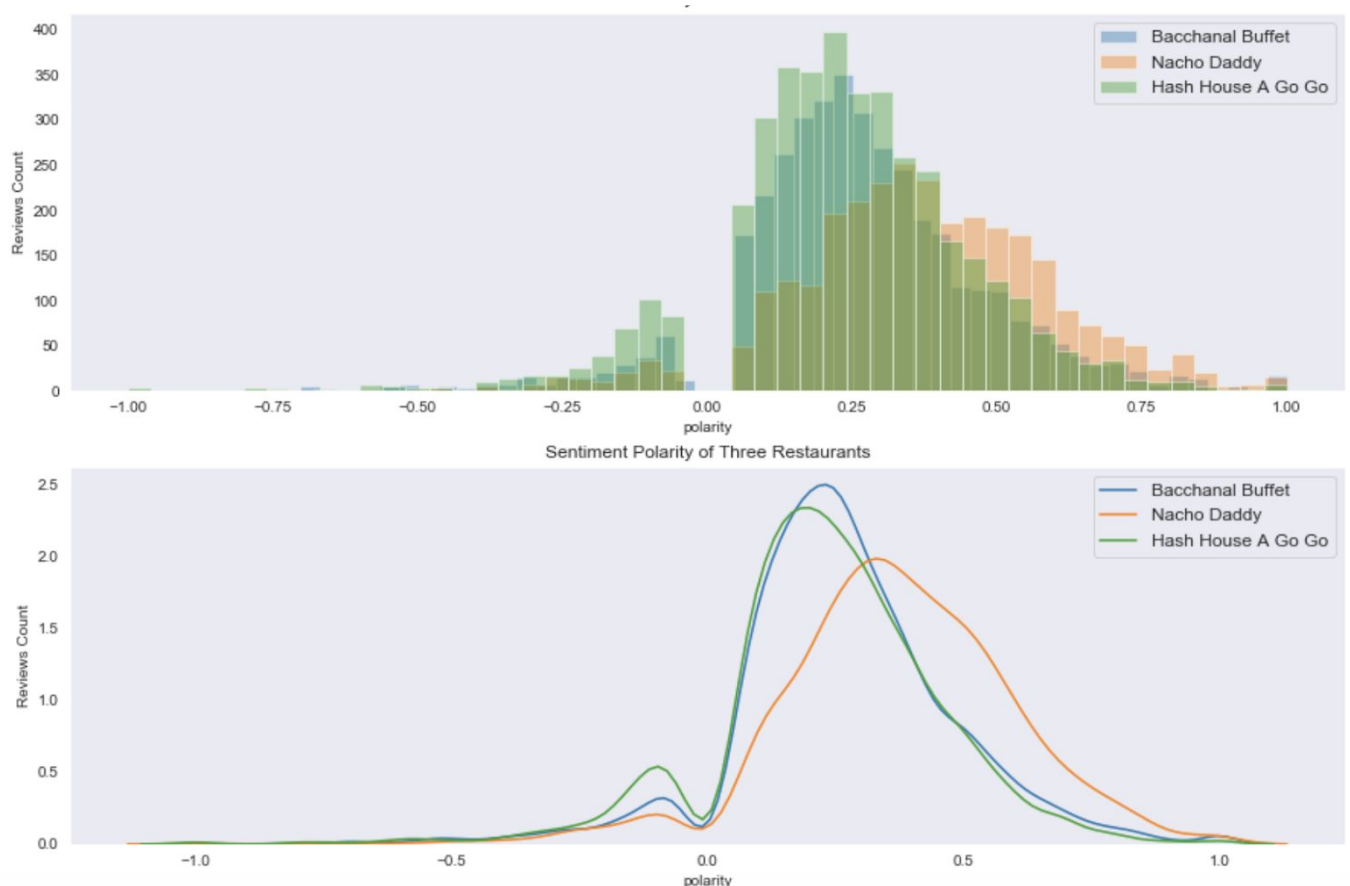 400
350
300
250
200
150
100
50
0
Reviews Count
Bacchanal Buffet
Nacho Daddy
Hash House A Go Go
−1.00
−0.75
−0.50
−0.25
0.00
0.25
0.50
0.75
1.00
polarity
Sentiment Polarity of Three Restaurants
2.5
2.0
1.5
1.0
0.5
0.0
Reviews Count
Bacchanal Buffet
Nacho Daddy
Hash House A Go Go
−1.0
−0.5
0.0
0.5
1.0
polarity